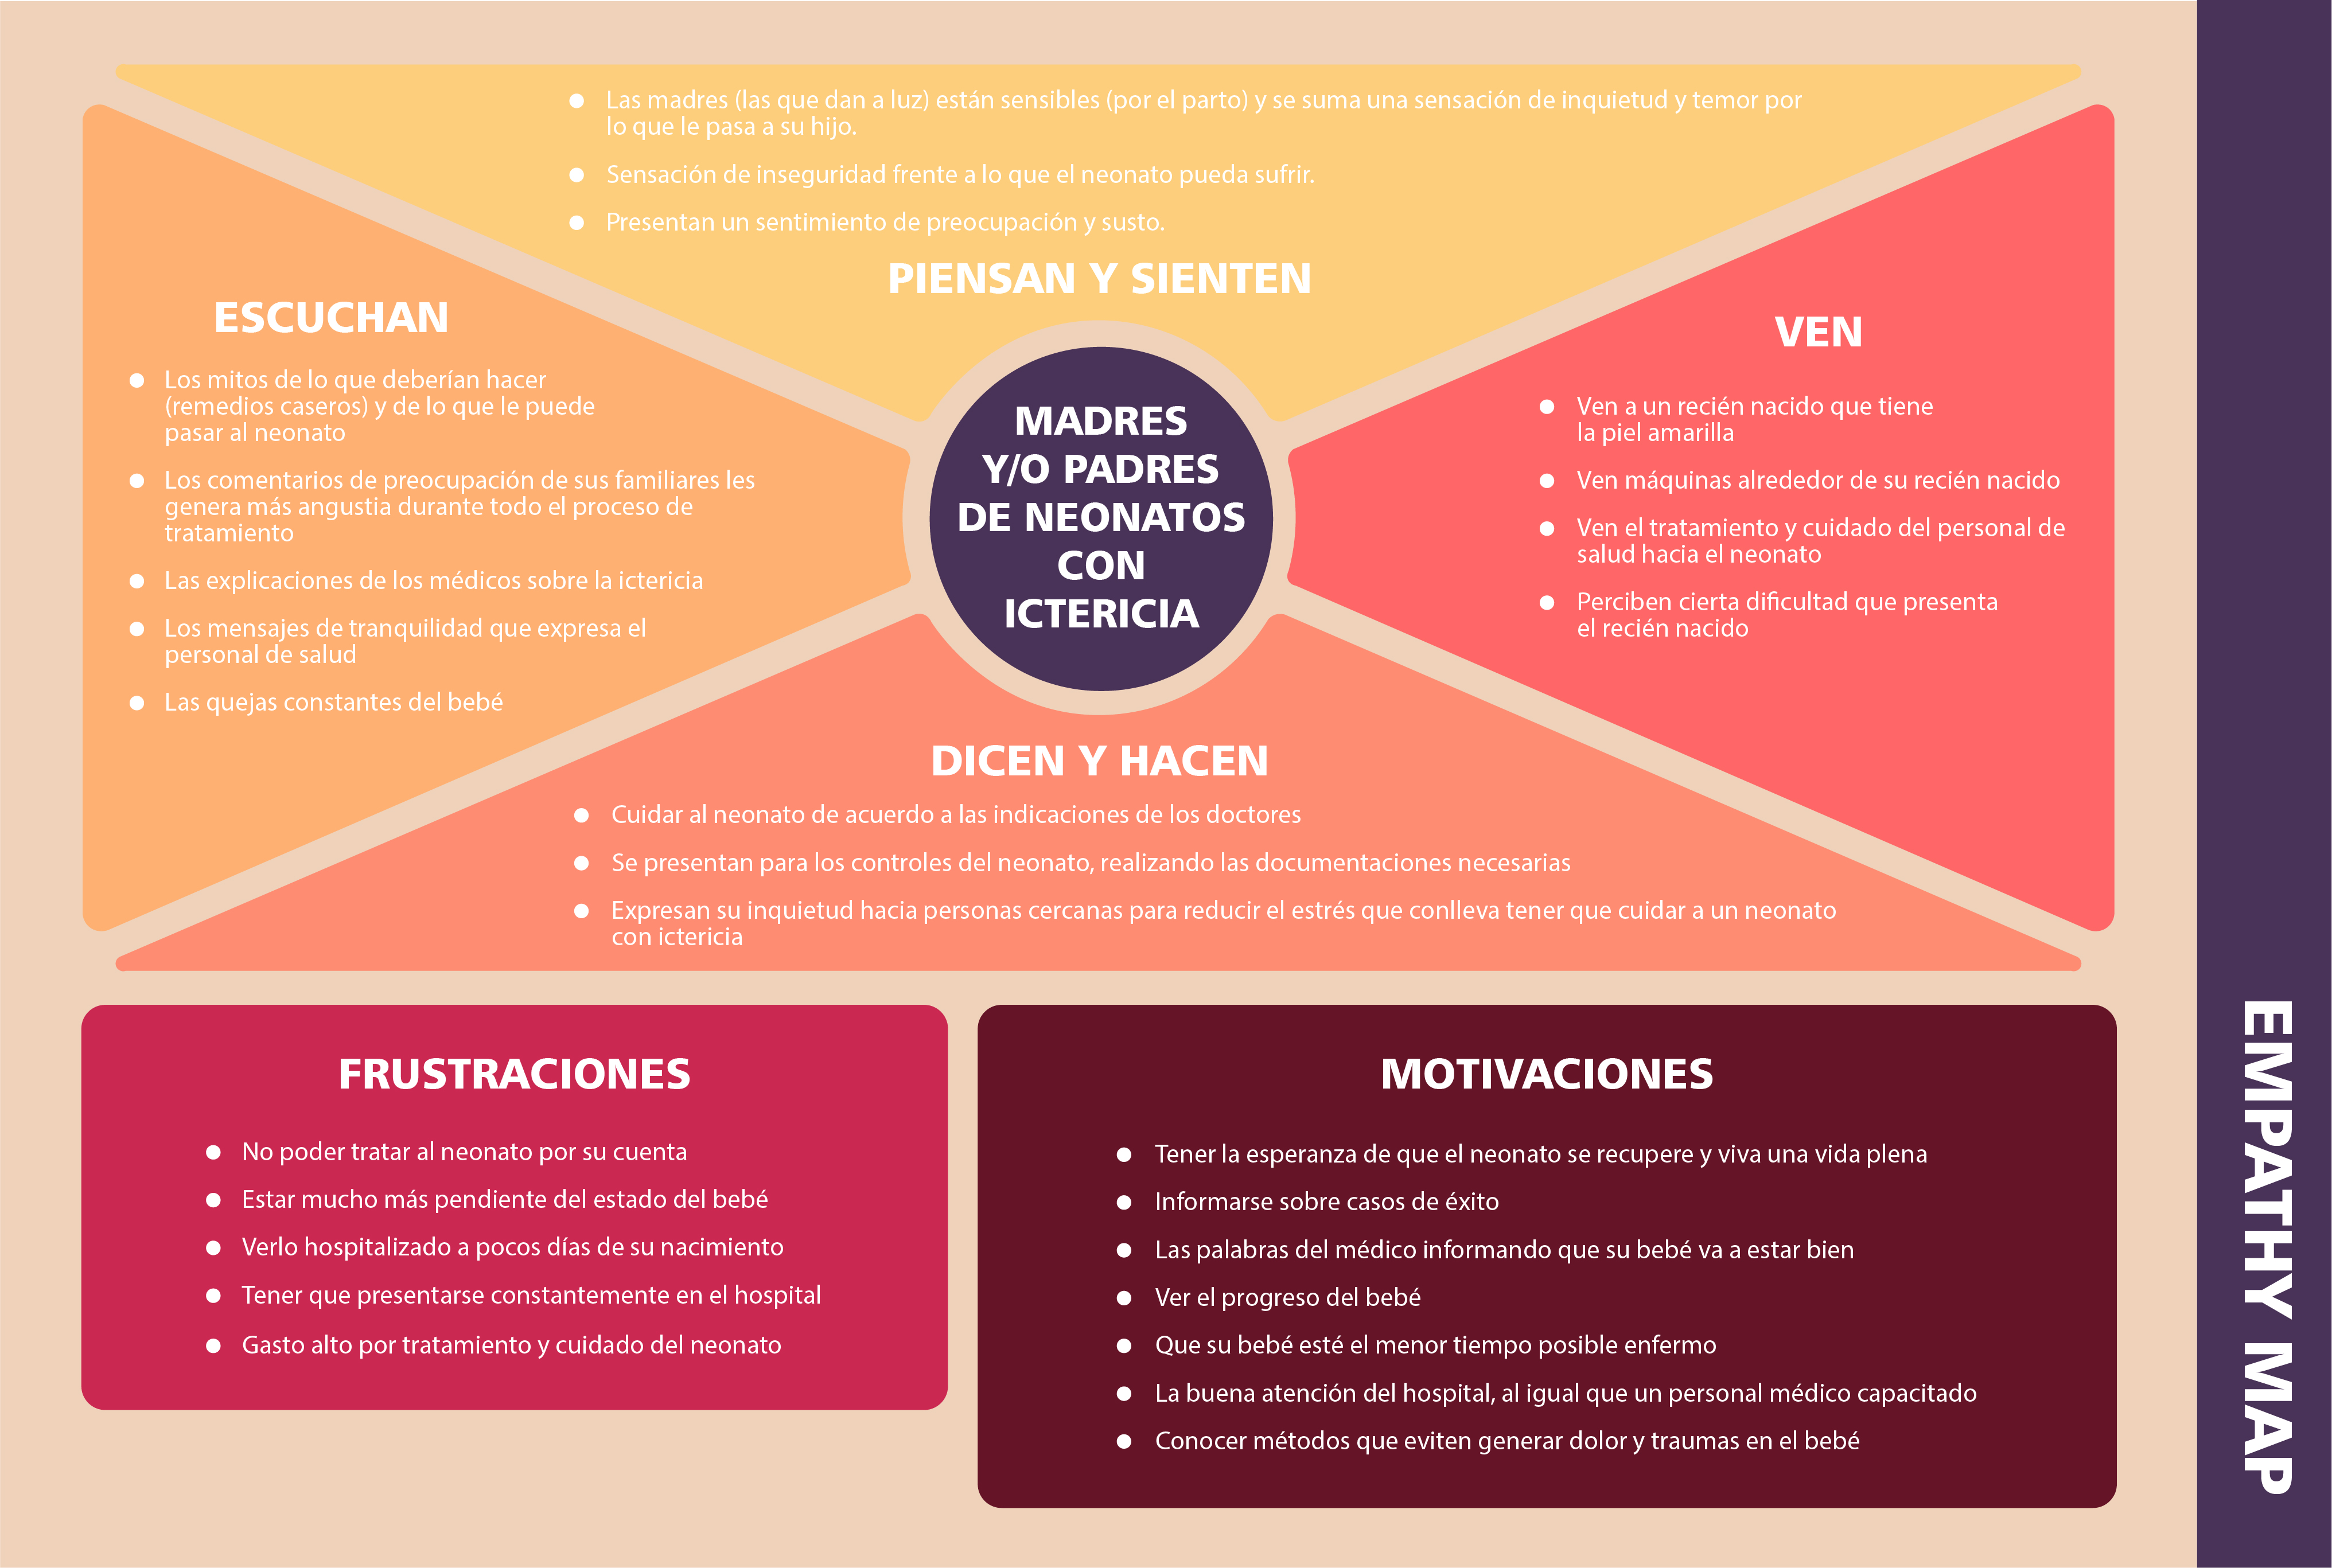 Las madres (las que dan a luz) están sensibles (por el parto) y se suma una sensación de inquietud y temor por
lo que le pasa a su hijo.
Sensación de inseguridad frente a lo que el neonato pueda sufrir.
Presentan un sentimiento de preocupación y susto.
PIENSAN Y SIENTEN
ESCUCHAN
Los mitos de lo que deberían hacer
(remedios caseros) y de lo que le puede
pasar al neonato
Los comentarios de preocupación de sus familiares les
genera más angustia durante todo el proceso de
tratamiento
Las explicaciones de los médicos sobre la ictericia
Los mensajes de tranquilidad que expresa el
personal de salud
Las quejas constantes del bebé
MADRES
Y/O PADRES
DE NEONATOS
CON
ICTERICIA
VEN
Ven a un recién nacido que tiene
la piel amarilla
Ven máquinas alrededor de su recién nacido
Ven el tratamiento y cuidado del personal de
salud hacia el neonato
Perciben cierta dificultad que presenta
el recién nacido
DICEN Y HACEN
Cuidar al neonato de acuerdo a las indicaciones de los doctores
Se presentan para los controles del neonato, realizando las documentaciones necesarias
Expresan su inquietud hacia personas cercanas para reducir el estrés que conlleva tener que cuidar a un neonato
con ictericia
FRUSTRACIONES
No poder tratar al neonato por su cuenta
Estar mucho más pendiente del estado del bebé
Verlo hospitalizado a pocos días de su nacimiento
Tener que presentarse constantemente en el hospital
Gasto alto por tratamiento y cuidado del neonato
MOTIVACIONES
Tener la esperanza de que el neonato se recupere y viva una vida plena
Informarse sobre casos de éxito
Las palabras del médico informando que su bebé va a estar bien
Ver el progreso del bebé
Que su bebé esté el menor tiempo posible enfermo
La buena atención del hospital, al igual que un personal médico capacitado
Conocer métodos que eviten generar dolor y traumas en el bebé
EMPATHY MAP